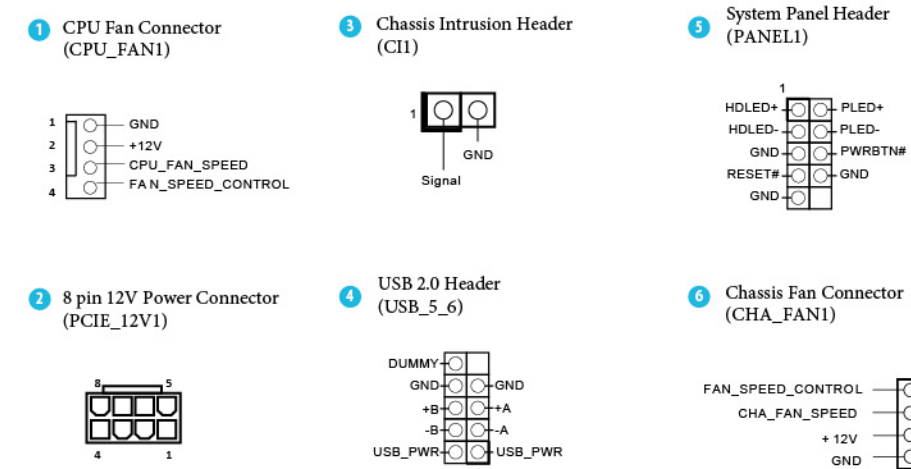 1 CPU Fan Connector
(CPU_FAN1)
1 GND
2 +12V
3 CPU_FAN_SPEED
4 FAN_SPEED_CONTROL
2 8 pin 12V Power Connector
(PCIE_12V1)
8 5
4 1
3 Chassis Intrusion Header
(CI1)
1
GND
Signal
4 USB 2.0 Header
(USB_5_6)
DUMMY
GND GND
+B +A
-B -A
USB_PWR USB_PWR
5 System Panel Header
(PANEL1)
1
HDLED+ PLED+
HDLED- PLED-
GND PWRBTN#
RESET# GND
GND
6 Chassis Fan Connector
(CHA_FAN1)
FAN_SPEED_CONTROL
CHA_FAN_SPEED
+ 12V
GND